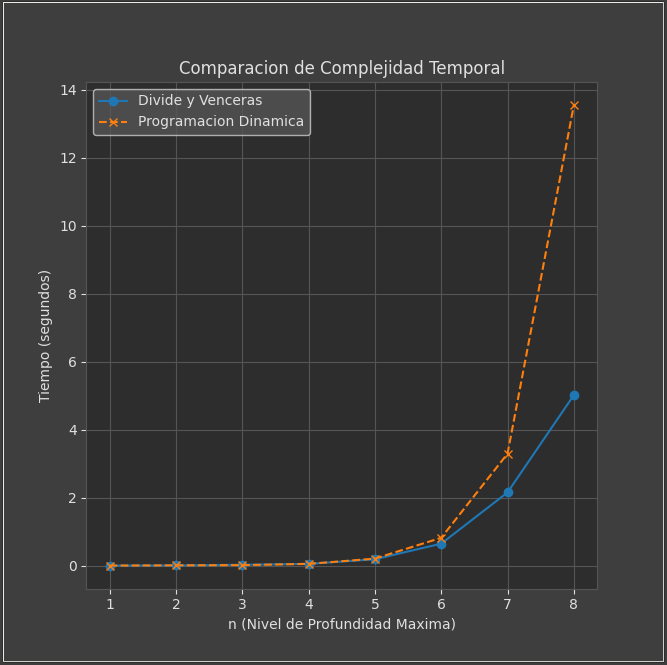 Comparacion de Complejidad Temporal
Divide y Venceras
Programacion Dinamica
14
12
10
8
6
4
2
0
Tiempo (segundos)
1 2 3 4 5 6 7 8
n (Nivel de Profundidad Maxima)